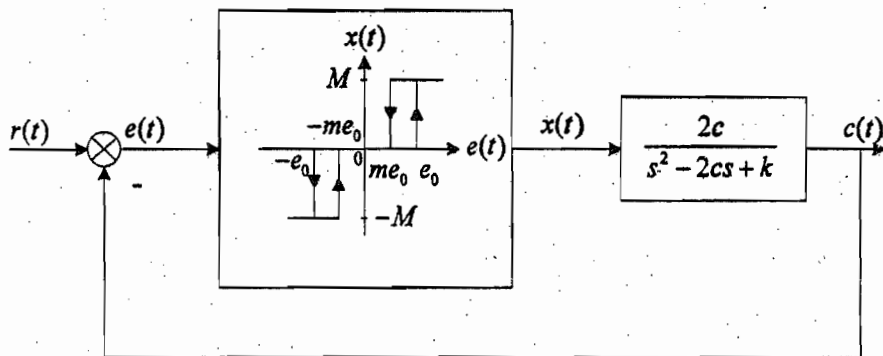 x(t)
M
r(t)
e(t)
-me₀
0
e(t)
-e₀
me₀
e₀
-M
x(t)
2c
s² - 2cs + k
c(t)
-